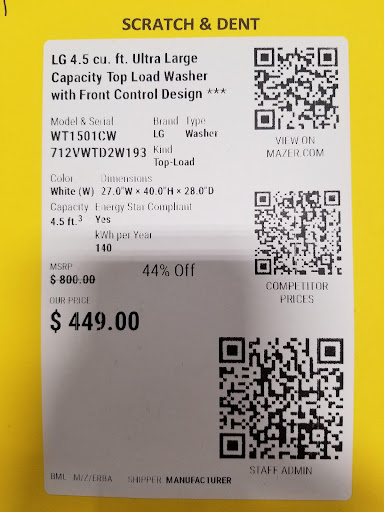 SCRATCH & DENT
LG 4.5 cu. ft. Ultra Large
Capacity Top Load Washer
with Front Control Design ***
VIEW ON
MAZER.COM
Model & Serial Brand Type
WT1501CW LG Washer
712VWTD2W193 Kind
Top-Load
Color Dimensions
White (W) 27.0"W × 40.0"H × 28.0"D
Capacity Energy Star Compliant
4.5 ft.³ Yes
kWh per Year
140
COMPETITOR
PRICES
MSRP 44% Off
$ 800.00
OUR PRICE
$ 449.00
STAFF ADMIN
BML M/Z/ERBA SHIPPER MANUFACTURER